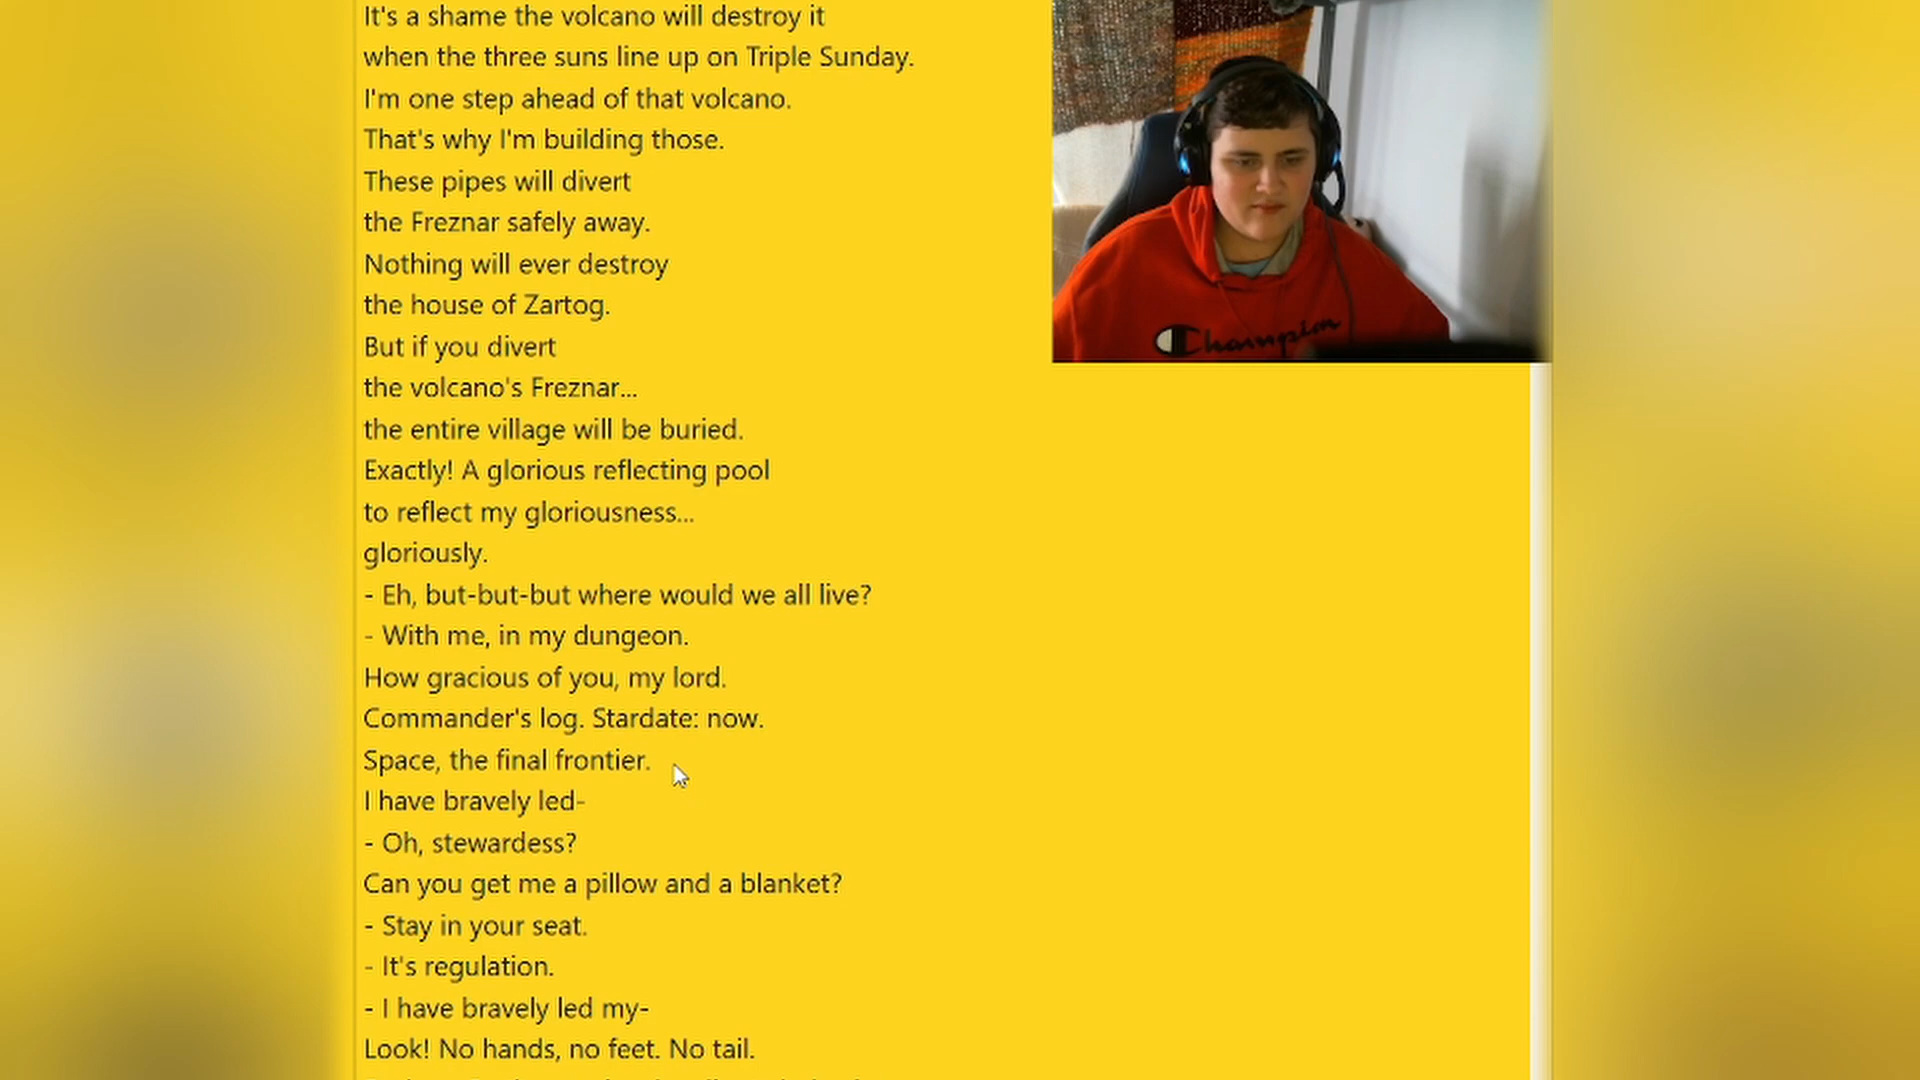 It's a shame the volcano will destroy it
when the three suns line up on Triple Sunday.
I'm one step ahead of that volcano.
That's why I'm building those.
These pipes will divert
the Freznar safely away.
Nothing will ever destroy
the house of Zartog.
But if you divert
the volcano's Freznar...
the entire village will be buried.
Exactly! A glorious reflecting pool
to reflect my gloriousness...
gloriously.
- Eh, but-but-but where would we all live?
- With me, in my dungeon.
How gracious of you, my lord.
Commander's log. Stardate: now.
Space, the final frontier.
I have bravely led-
- Oh, stewardess?
Can you get me a pillow and a blanket?
- Stay in your seat.
- It's regulation.
- I have bravely led my-
Look! No hands, no feet. No tail.
Champion